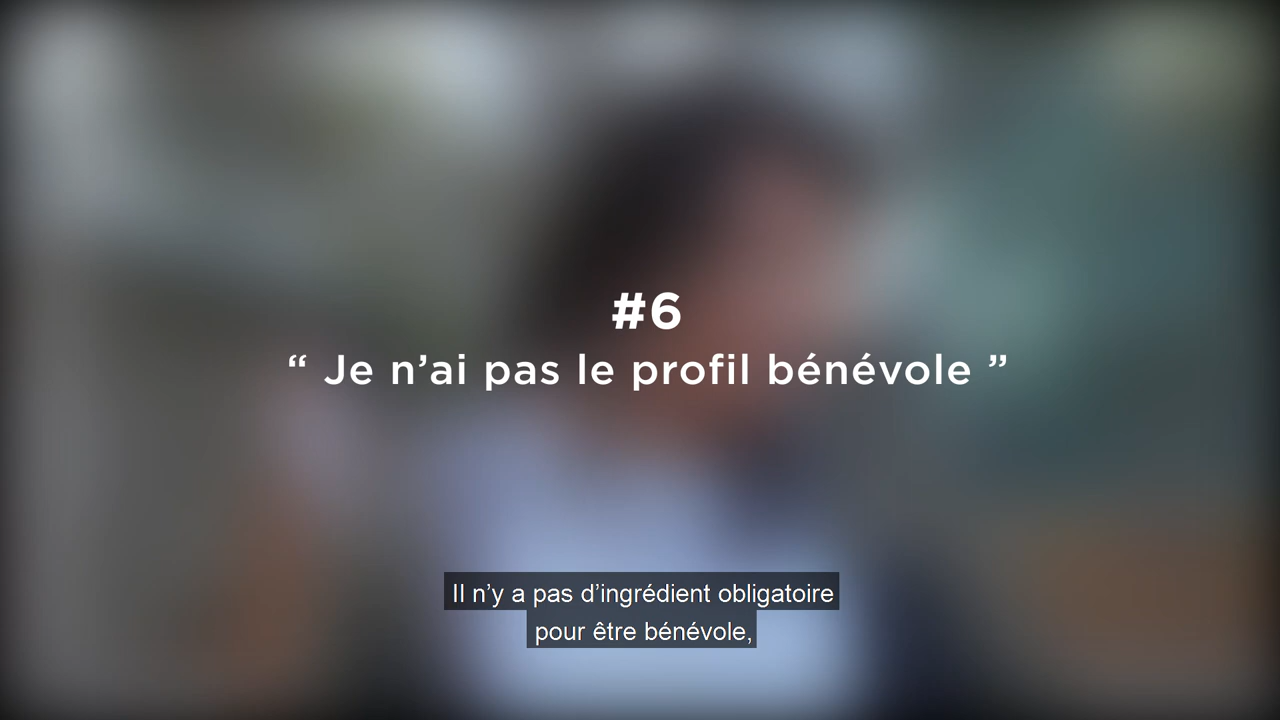 #6
“ Je n’ai pas le profil bénévole ”
Il n’y a pas d’ingrédient obligatoire
pour être bénévole,